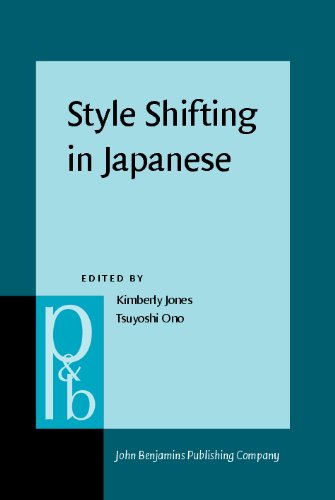 Style Shifting
in Japanese
EDITED BY
Kimberly Jones
Tsuyoshi Ono
p
&
b
John Benjamins Publishing Company